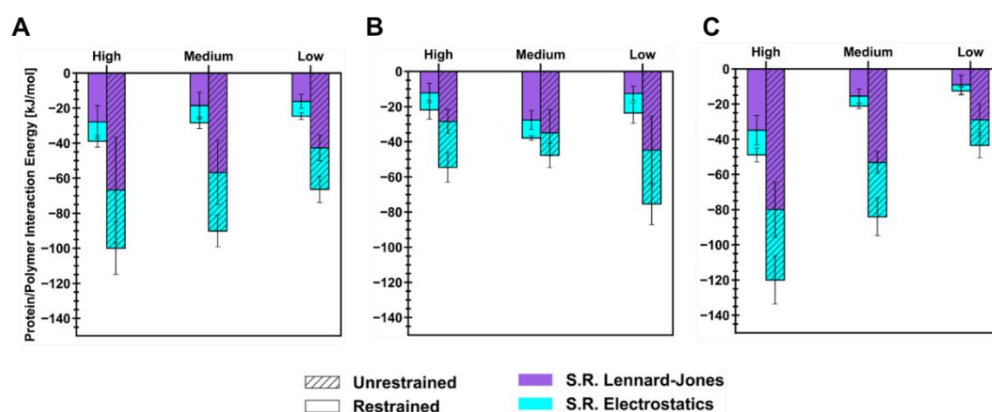 A
B
C
High Medium Low
High Medium Low
High Medium Low
Protein/Polymer Interaction Energy [kJ/mol]
0
−20
−40
−60
−80
−100
−120
−140
0
−20
−40
−60
−80
−100
−120
−140
0
−20
−40
−60
−80
−100
−120
−140
Unrestrained
Restrained
S.R. Lennard-Jones
S.R. Electrostatics